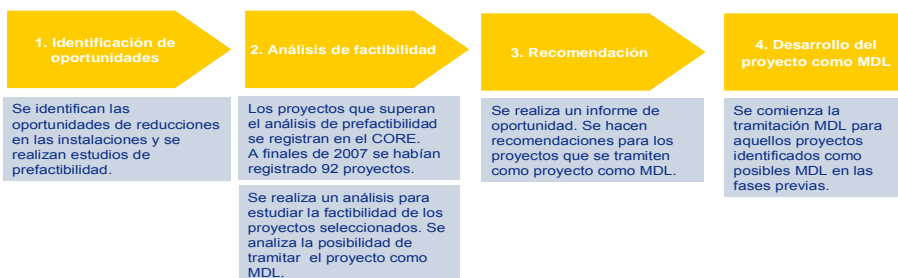 1. Identificación de
oportunidades
2. Análisis de factibilidad
3. Recomendación
4. Desarrollo del
proyecto como MDL
Se identifican las
oportunidades de reducciones
en las instalaciones y se
realizan estudios de
prefactibilidad.
Los proyectos que superan
el análisis de prefactibilidad
se registran en el CORE.
A finales de 2007 se habían
registrado 92 proyectos.
Se realiza un análisis para
estudiar la factibilidad de los
proyectos seleccionados. Se
analiza la posibilidad de
tramitar el proyecto como
MDL.
Se realiza un informe de
oportunidad. Se hacen
recomendaciones para los
proyectos que se tramiten
como proyecto como MDL.
Se comienza la
tramitación MDL para
aquellos proyectos
identificados como
posibles MDL en las
fases previas.